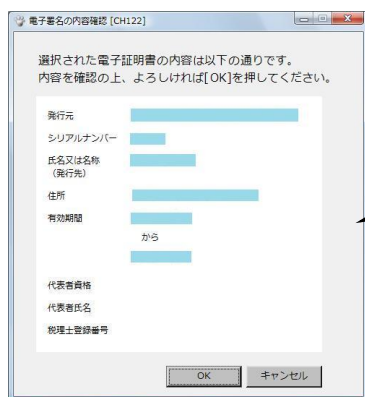 電子署名の内容確認 [CH122]
選択された電子証明書の内容は以下の通りです。
内容を確認の上、よろしければ[OK]を押してください。
発行元
シリアルナンバー
氏名又は名称
(発行先)
住所
有効期間
から
代表者資格
代表者氏名
税理士登録番号
OK キャンセル